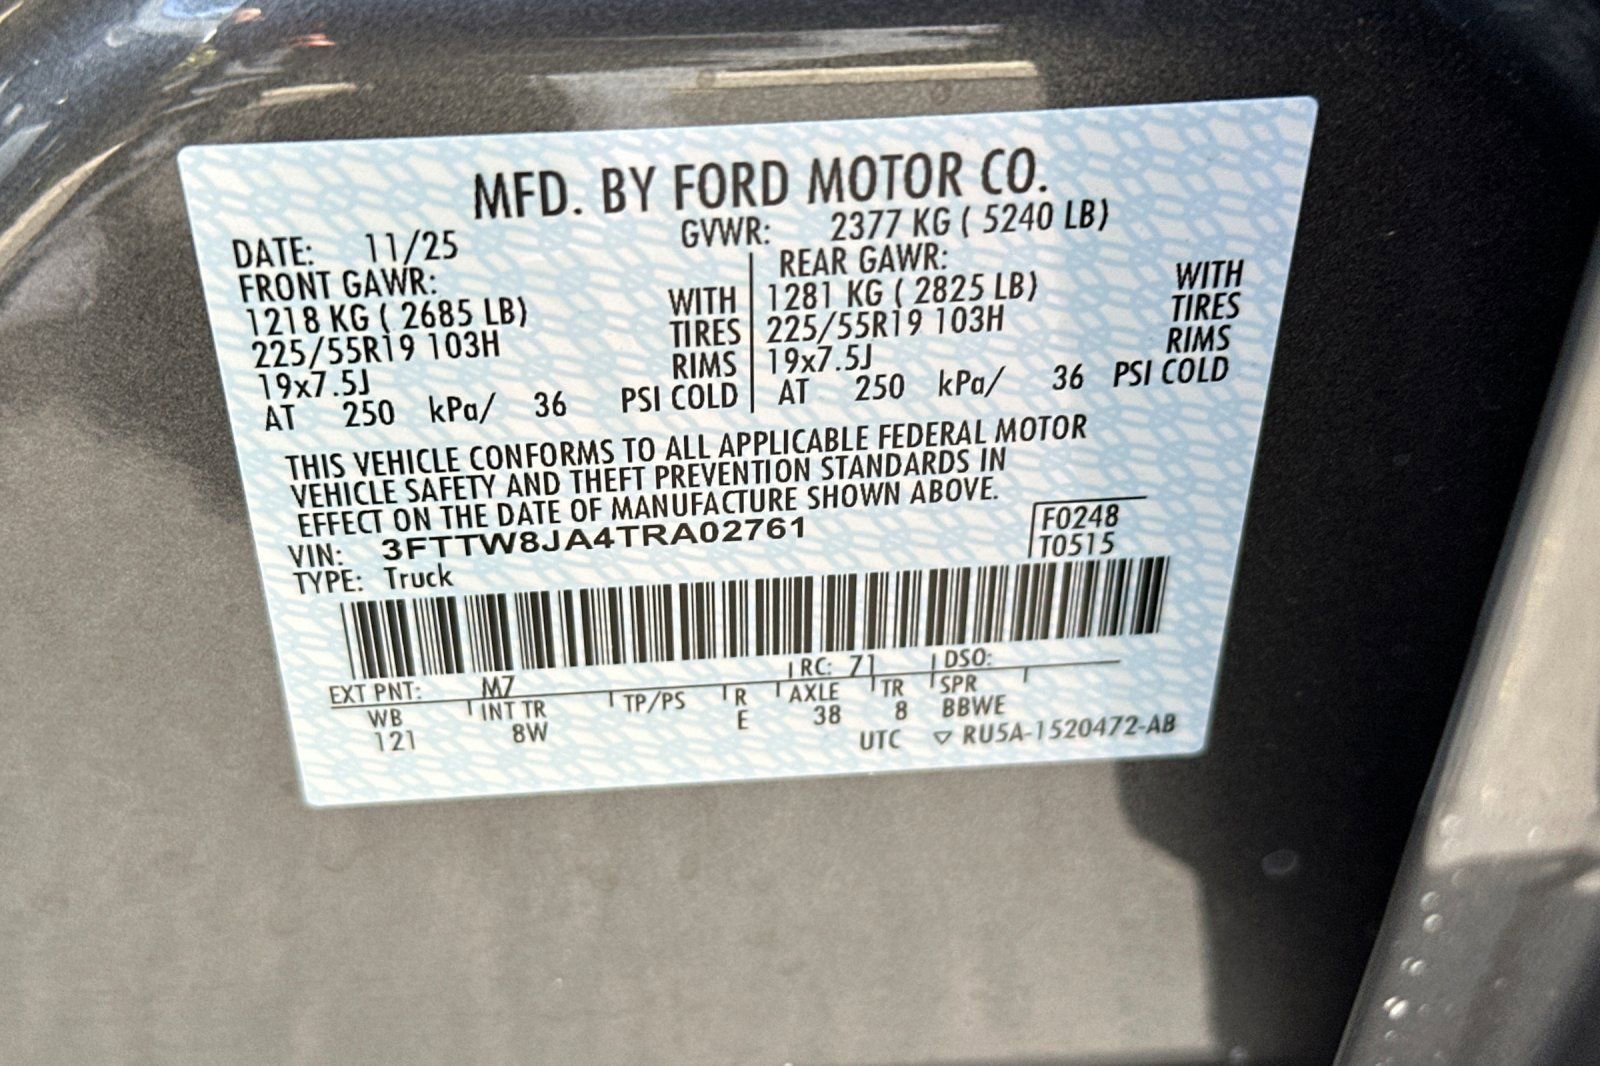 MFD. BY FORD MOTOR CO.
DATE: 11/25 GVWR: 2377 KG ( 5240 LB)
FRONT GAWR: REAR GAWR:
1218 KG ( 2685 LB) WITH 1281 KG ( 2825 LB) WITH
225/55R19 103H TIRES 225/55R19 103H TIRES
19x7.5J RIMS 19x7.5J RIMS
AT 250 kPa/ 36 PSI COLD AT 250 kPa/ 36 PSI COLD
THIS VEHICLE CONFORMS TO ALL APPLICABLE FEDERAL MOTOR
VEHICLE SAFETY AND THEFT PREVENTION STANDARDS IN
EFFECT ON THE DATE OF MANUFACTURE SHOWN ABOVE.
VIN: 3FTTW8JA4TRA02761 F0248
TYPE: Truck T0515
EXT PNT: M7 RC: 71 DSO:
WB INT TR TP/PS R AXLE TR SPR
121 8W E 38 8 BBWE
UTC ▽ RU5A-1520472-AB